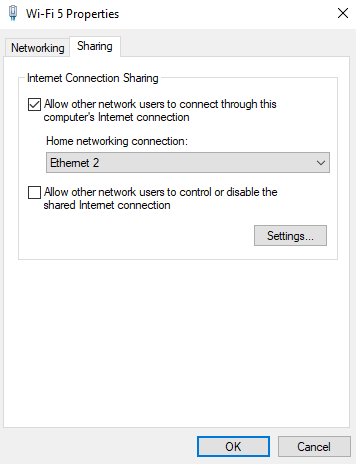 Wi-Fi 5 Properties
Networking
Sharing
Internet Connection Sharing
Allow other network users to connect through this
computer's Internet connection
Home networking connection:
Ethernet 2
Allow other network users to control or disable the
shared Internet connection
Settings...
OK
Cancel